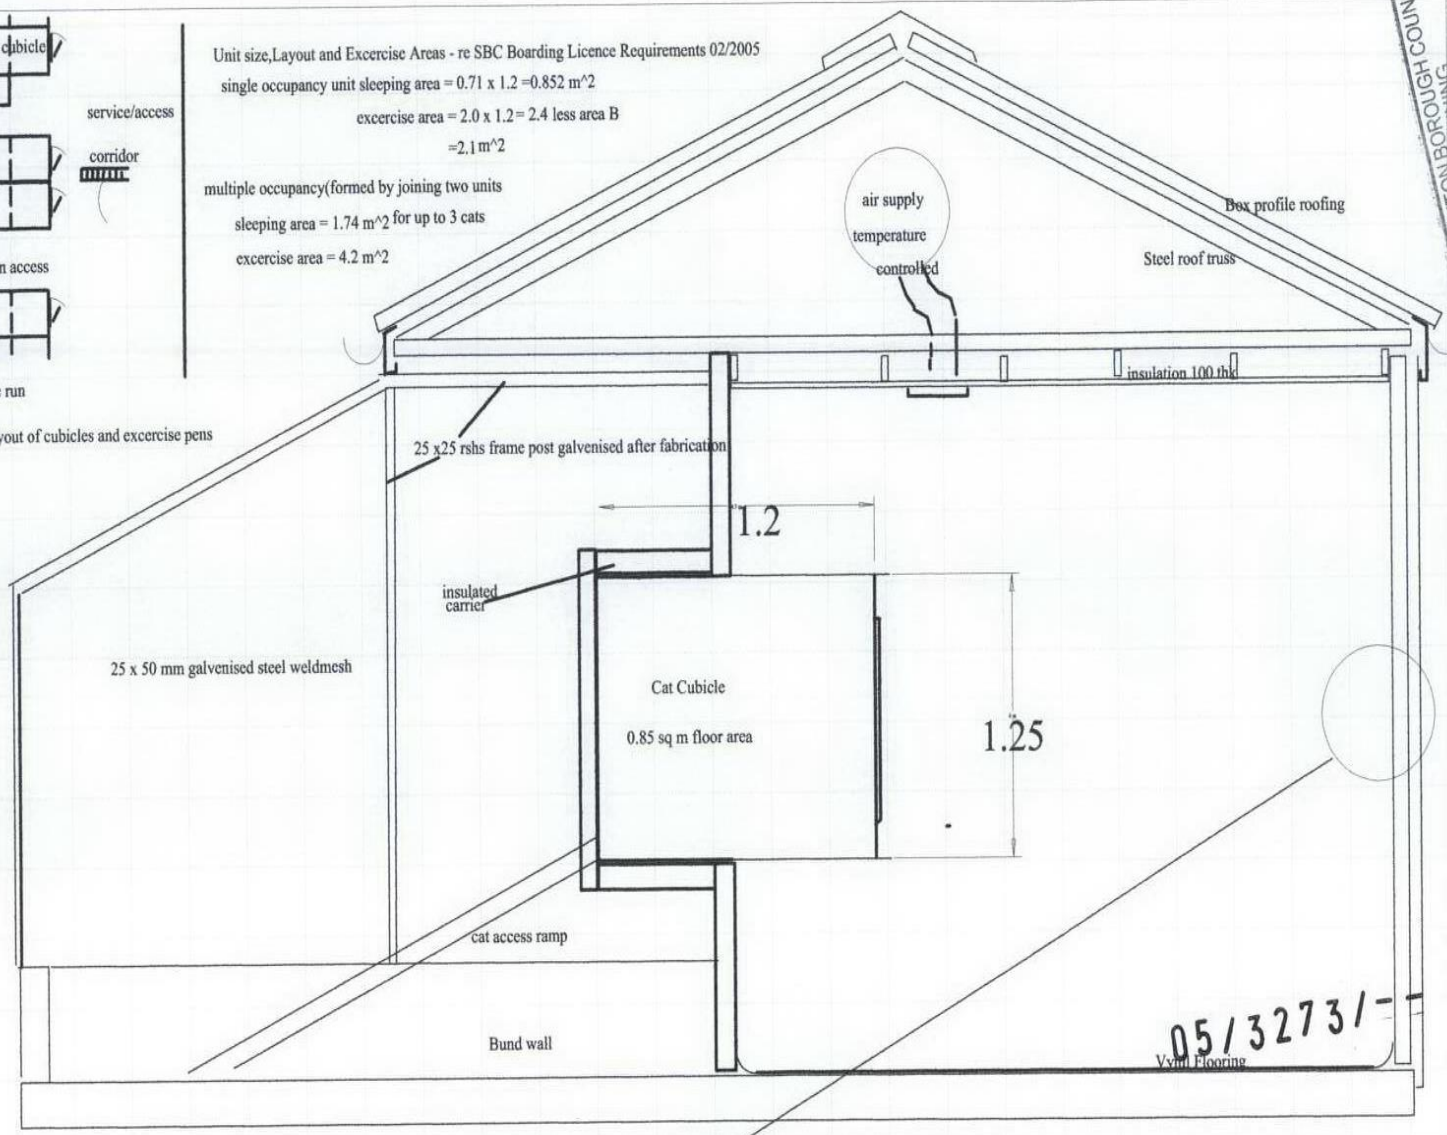 cubicle
service/access
corridor
n access
run
yout of cubicles and excercise pens
Unit size,Layout and Excercise Areas - re SBC Boarding Licence Requirements 02/2005
single occupancy unit sleeping area = 0.71 x 1.2 =0.852 m^2
excercise area = 2.0 x 1.2 = 2.4 less area B
=2.1 m^2
multiple occupancy(formed by joining two units
sleeping area = 1.74 m^2 for up to 3 cats
excercise area = 4.2 m^2
air supply
temperature
controlled
Box profile roofing
Steel roof truss
insulation 100 thk
25 x25 rshs frame post galvenised after fabrication
1.2
insulated
carrier
25 x 50 mm galvenised steel weldmesh
Cat Cubicle
0.85 sq m floor area
1.25
cat access ramp
Bund wall
05/3273/--
Vynil Flooring
ON BOROUGH COUN